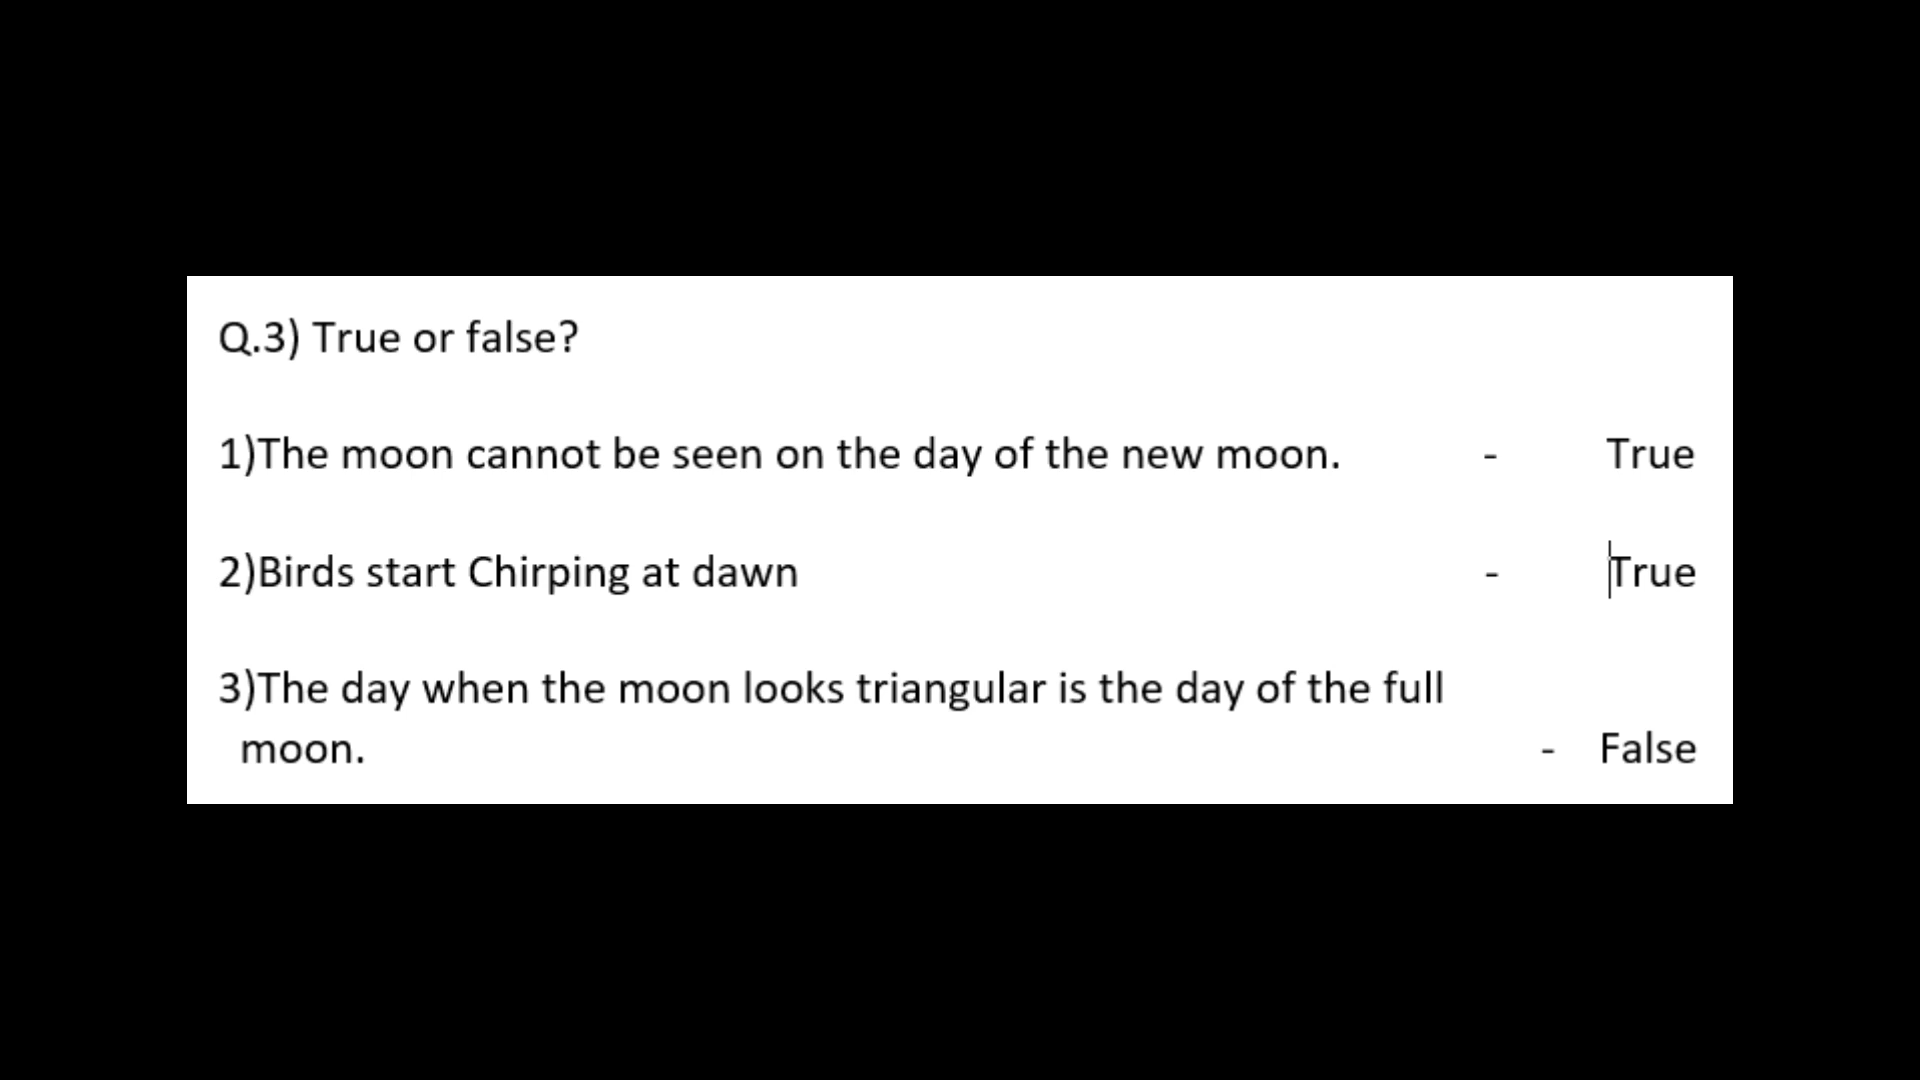 Q.3) True or false?
1)The moon cannot be seen on the day of the new moon. - True
2)Birds start Chirping at dawn - True
3)The day when the moon looks triangular is the day of the full
moon. - False